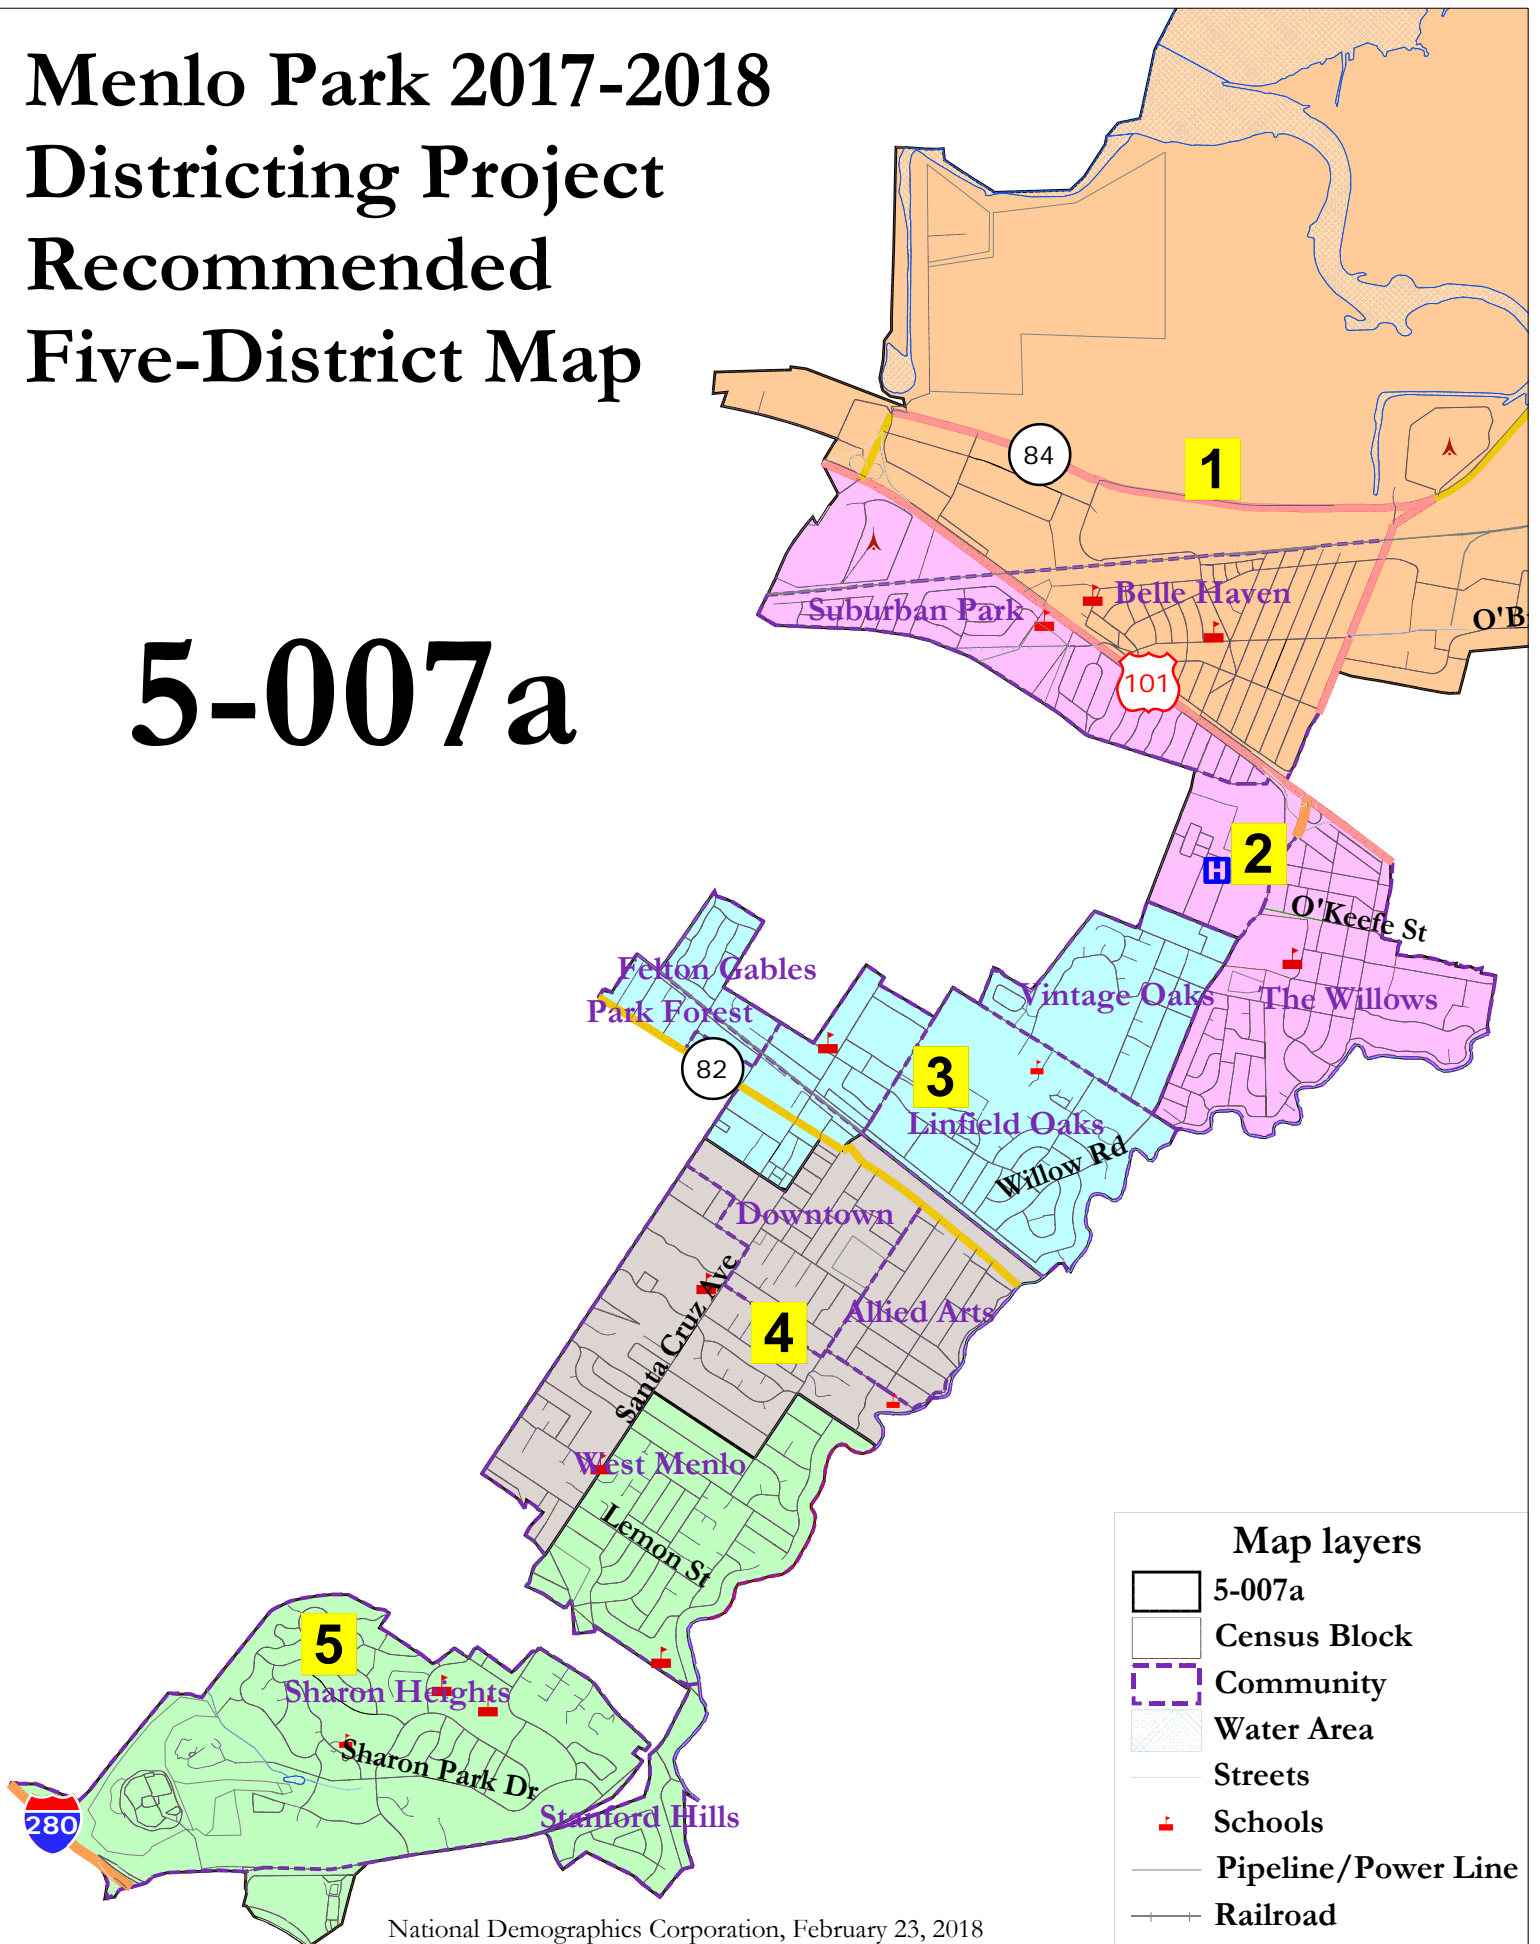 Menlo Park 2017-2018
Districting Project
Recommended
Five-District Map
84
1
Belle Haven
Suburban Park
O'B
5-007a
101
2
H
O'Keefe St
Felton Gables
Vintage Oaks
The Willows
Park Forest
82
3
Linfield Oaks
Willow Rd
Downtown
Santa Cruz Ave
Allied Arts
4
West Menlo
Lemon St
Map layers
5-007a
Census Block
Community
Water Area
Streets
Schools
Pipeline/Power Line
Railroad
5
Sharon Heights
Sharon Park Dr
280
Stanford Hills
National Demographics Corporation, February 23, 2018